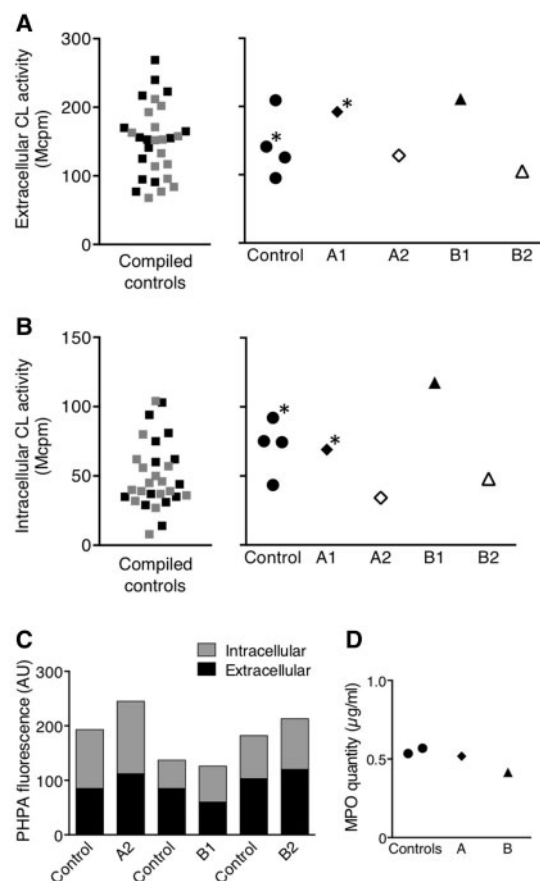 A
Extracellular CL activity
(Mcpm)
300
200
100
0
Compiled
controls
*
*
Control
A1
A2
B1
B2
B
Intracellular CL activity
(Mcpm)
150
100
50
0
Compiled
controls
*
*
Control
A1
A2
B1
B2
C
Intracellular
Extracellular
PHPA fluorescence (AU)
300
200
100
0
Control
A2
Control
B1
Control
B2
D
MPO quantity (µg/ml)
1.0
0.5
0
Controls
A
B